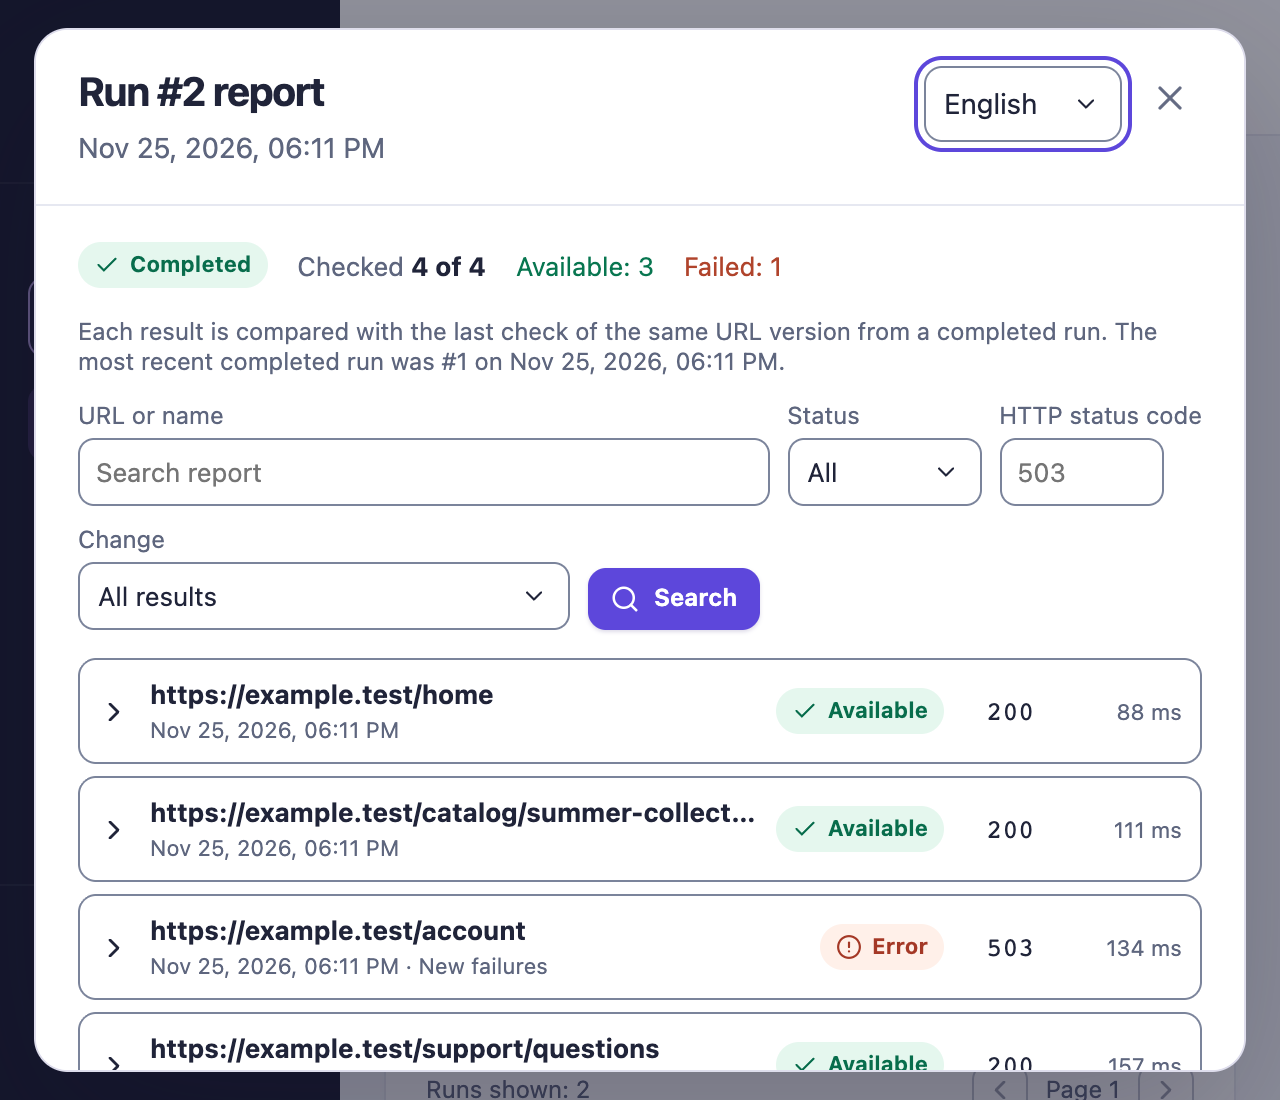 Run #2 report
English
Nov 25, 2026, 06:11 PM
Completed
Checked 4 of 4
Available: 3
Failed: 1
Each result is compared with the last check of the same URL version from a completed run. The
most recent completed run was #1 on Nov 25, 2026, 06:11 PM.
URL or name
Status
HTTP status code
Search report
All
503
Change
All results
Search
https://example.test/home
Nov 25, 2026, 06:11 PM
Available
200
88 ms
https://example.test/catalog/summer-collect...
Nov 25, 2026, 06:11 PM
Available
200
111 ms
https://example.test/account
Nov 25, 2026, 06:11 PM · New failures
Error
503
134 ms
https://example.test/support/questions
Available
200
157 ms
Runs shown: 2
Page 1